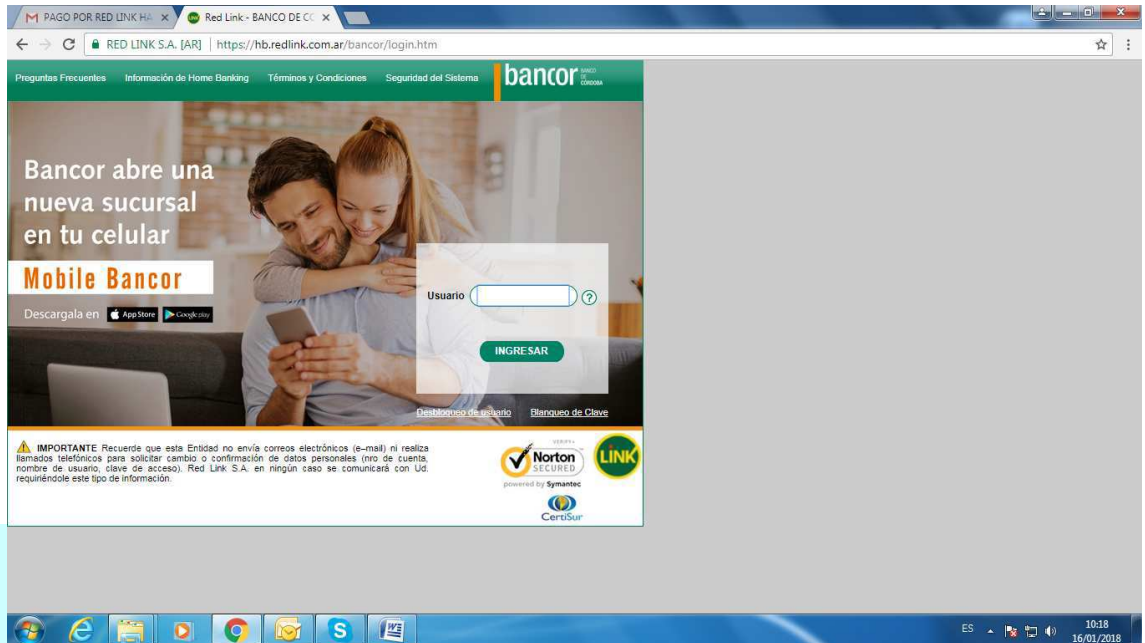 PAGO POR RED LINK HA
Red Link - BANCO DE CO
RED LINK S.A. [AR] https://hb.redlink.com.ar/bancor/login.htm
Preguntas Frecuentes Información de Home Banking Términos y Condiciones Seguridad del Sistema bancor BANCO DE CÓRDOBA
Bancor abre una
nueva sucursal
en tu celular
Mobile Bancor
Descargala en App Store Google play
Usuario ?
INGRESAR
Desbloqueo de usuario Blanqueo de Clave
IMPORTANTE Recuerde que esta Entidad no envía correos electrónicos (e-mail) ni realiza
llamados telefónicos para solicitar cambio o confirmación de datos personales (nro de cuenta,
nombre de usuario, clave de acceso). Red Link S.A. en ningún caso se comunicará con Ud.
requiriéndole este tipo de información.
Norton
SECURED
powered by Symantec
LINK
CertiSur
ES 10:18
16/01/2018